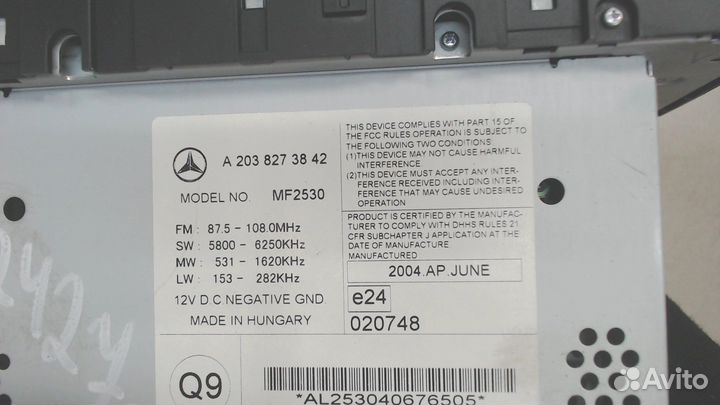 A 203 827 38 42
MODEL NO. MF2530
FM : 87.5 - 108.0MHz
SW : 5800 - 6250KHz
MW : 531 - 1620KHz
LW : 153 - 282KHz
12V D.C NEGATIVE GND.
MADE IN HUNGARY
THIS DEVICE COMPLIES WITH PART 15 OF
THE FCC RULES OPERATION IS SUBJECT TO
THE FOLLOWING TWO CONDITIONS:
(1)THIS DEVICE MAY NOT CAUSE HARMFUL
INTERFERENCE
(2)THIS DEVICE MUST ACCEPT ANY INTER-
FERENCE RECEIVED INCLUDING INTER-
FERENCE THAT MAY CAUSE UNDESIRED
OPERATION
PRODUCT IS CERTIFIED BY THE MANUFAC-
TURER TO COMPLY WITH DHHS RULES 21
CFR SUBCHAPTER J APPLICATION AT THE
DATE OF MANUFACTURE
MANUFACTURED
2004.AP.JUNE
e24
020748
Q9
*AL253040676505*
2427
Avito